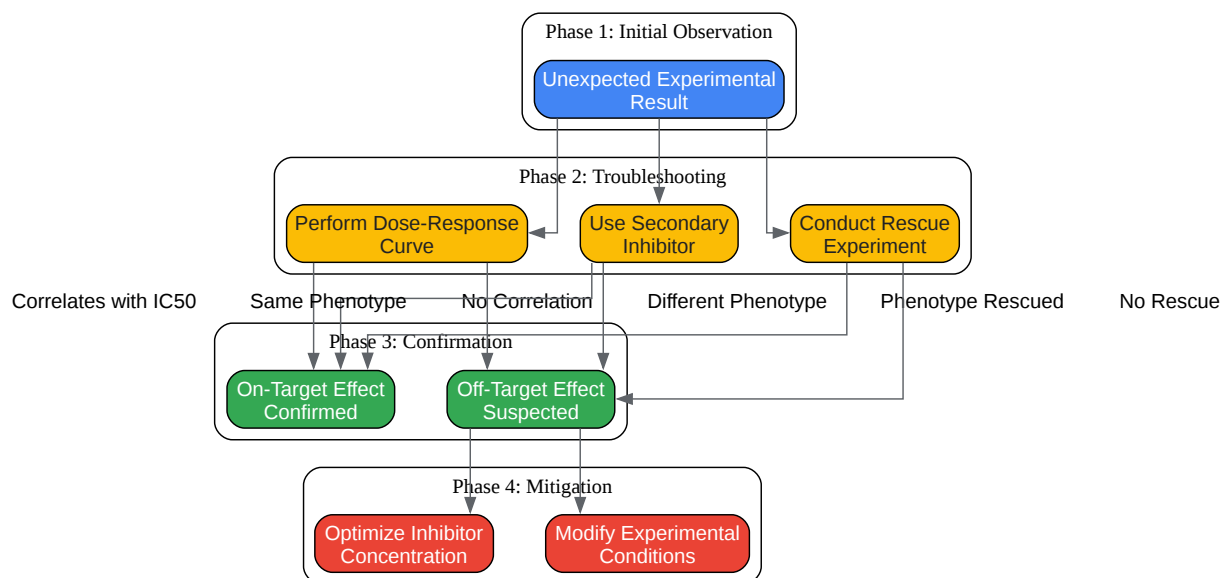 Phase 1: Initial Observation
Unexpected Experimental
Result
Phase 2: Troubleshooting
Perform Dose-Response
Curve
Use Secondary
Inhibitor
Conduct Rescue
Experiment
Correlates with IC50
Same Phenotype
No Correlation
Different Phenotype
Phenotype Rescued
No Rescue
Phase 3: Confirmation
On-Target Effect
Confirmed
Off-Target Effect
Suspected
Phase 4: Mitigation
Optimize Inhibitor
Concentration
Modify Experimental
Conditions